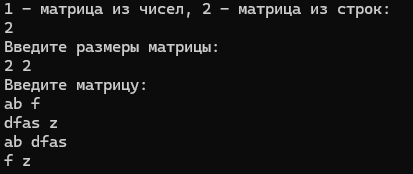 1 - матрица из чисел, 2 - матрица из строк:
2
Введите размеры матрицы:
2 2
Введите матрицу:
ab f
dfas z
ab dfas
f z